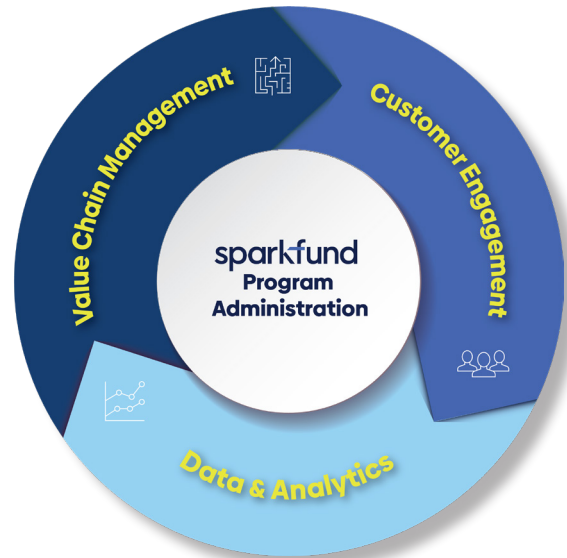 Value Chain Management
Customer Engagement
sparkfund
Program
Administration
Data & Analytics